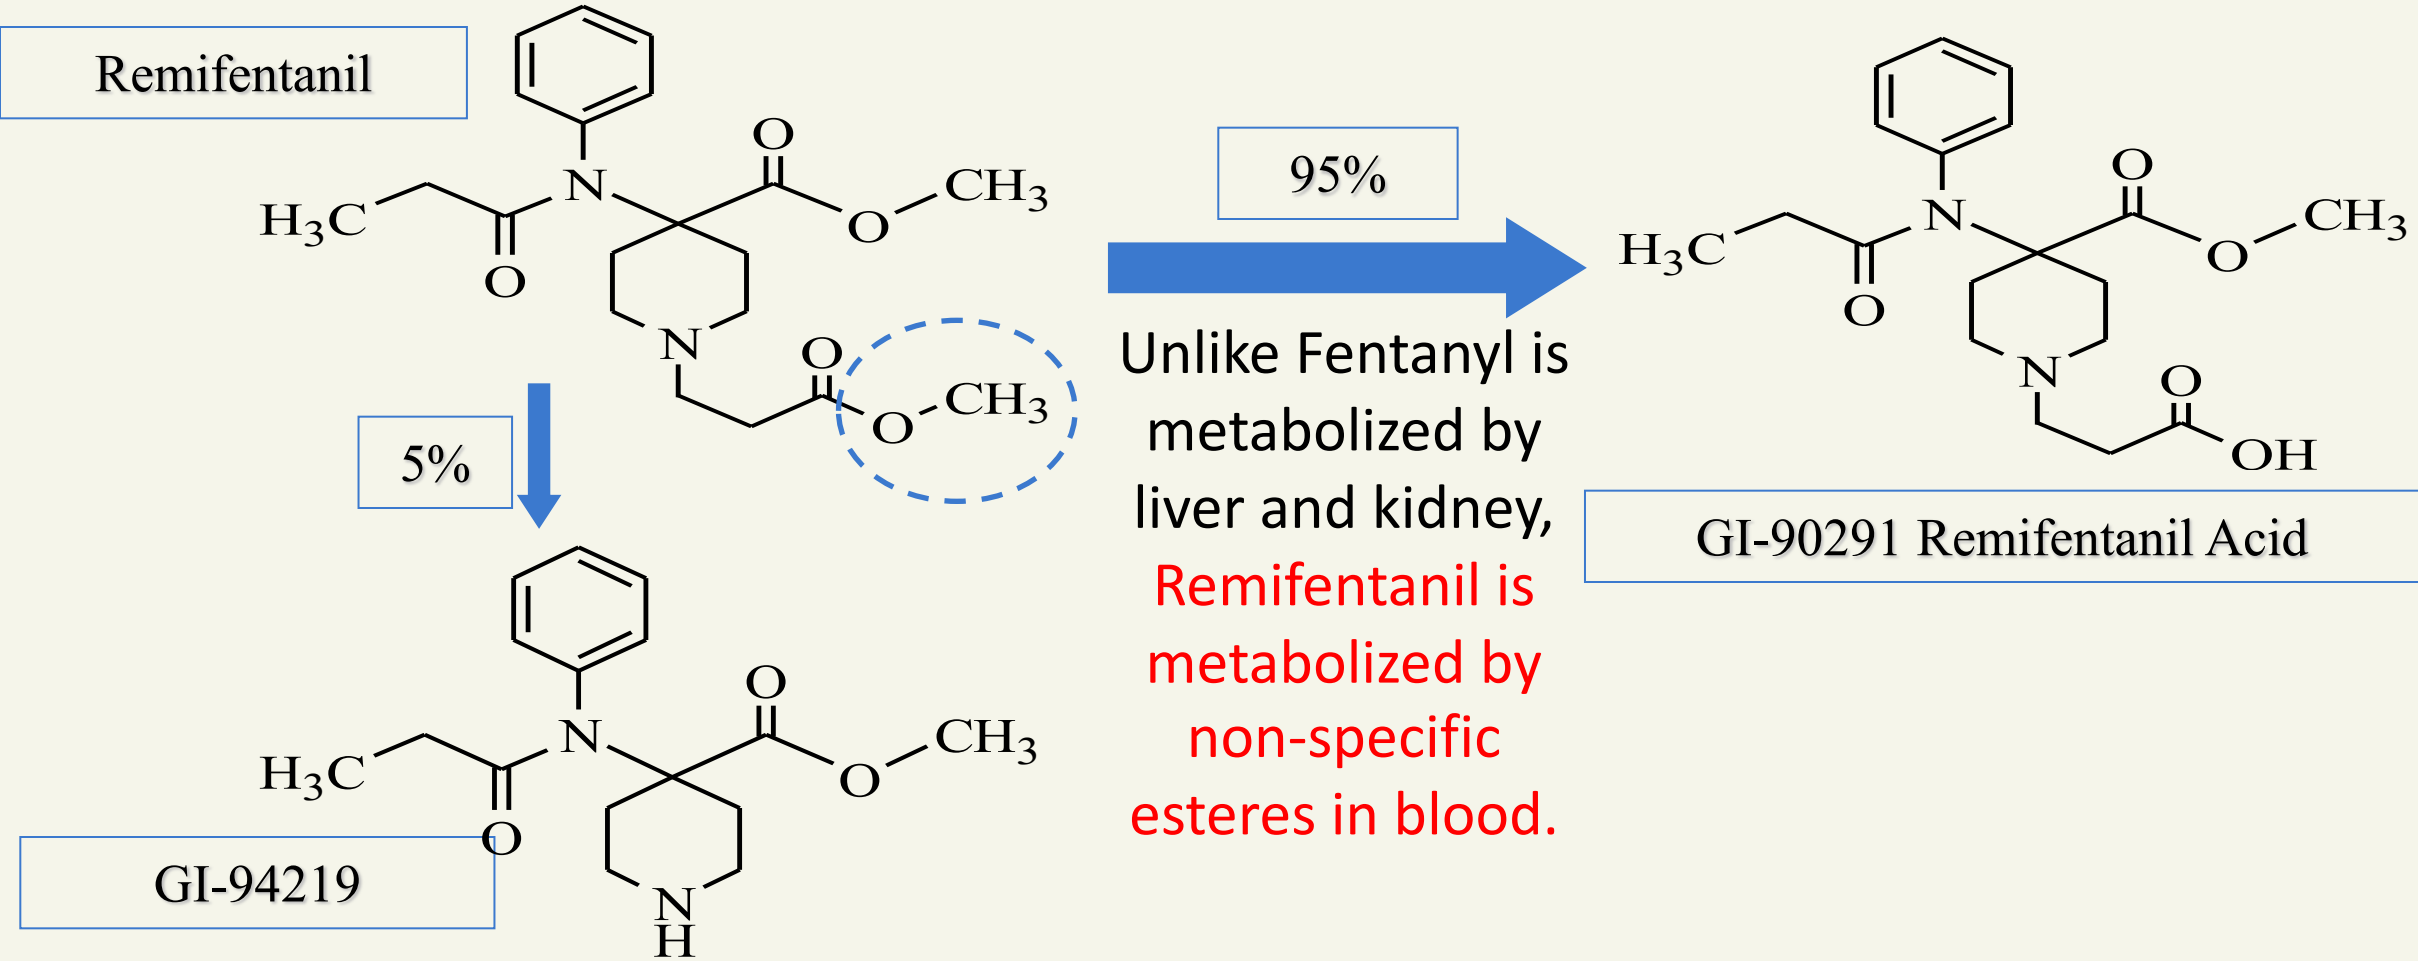 Remifentanil
O
N
CH3
H3C
O
O
N
O
CH3
O
5%
95%
Unlike Fentanyl is
metabolized by
liver and kidney,
Remifentanil is
metabolized by
non-specific
esteres in blood.
O
N
CH3
H3C
O
O
N
O
OH
GI-90291 Remifentanil Acid
O
N
CH3
H3C
O
O
N
H
GI-94219